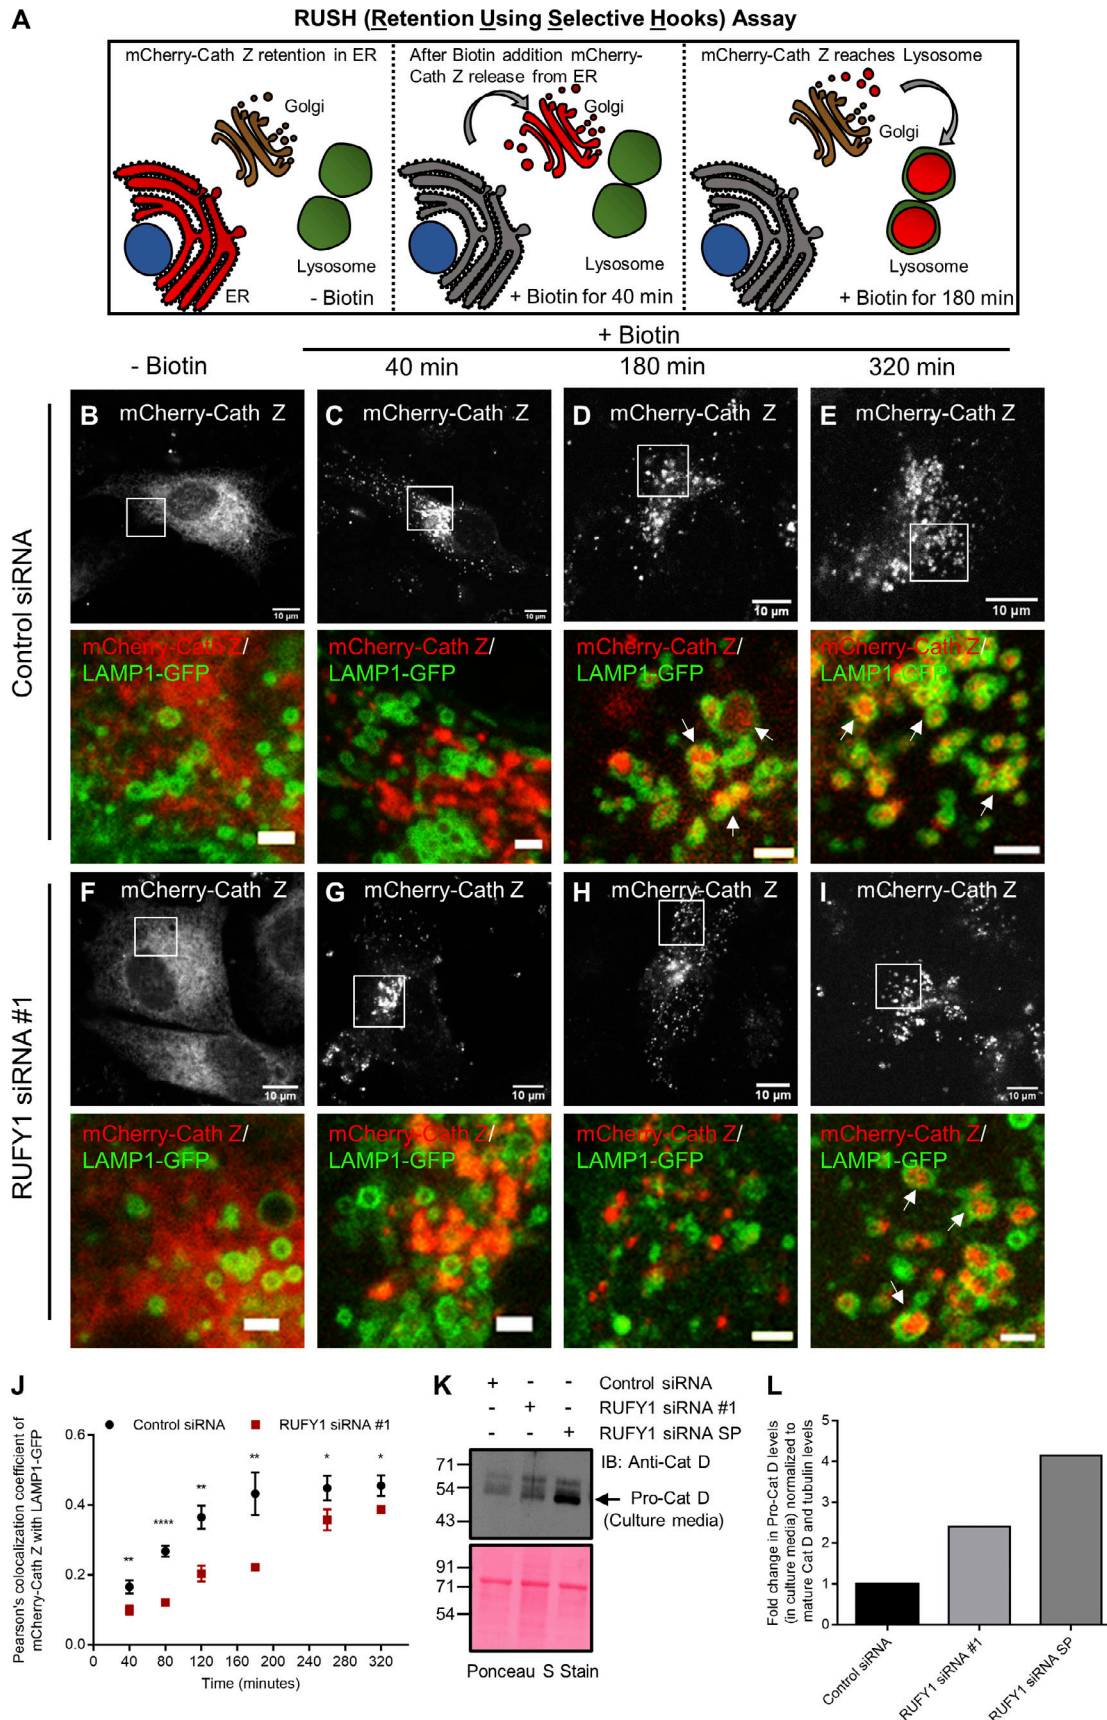 A
RUSH (Retention Using Selective Hooks) Assay
mCherry-Cath Z retention in ER
Golgi
Lysosome
ER
- Biotin
After Biotin addition mCherry-
Cath Z release from ER
Golgi
Lysosome
+ Biotin for 40 min
mCherry-Cath Z reaches Lysosome
Golgi
Lysosome
+ Biotin for 180 min
+ Biotin
- Biotin
40 min
180 min
320 min
Control siRNA
B mCherry-Cath Z
10 µm
C mCherry-Cath Z
10 µm
D mCherry-Cath Z
10 µm
E mCherry-Cath Z
10 µm
mCherry-Cath Z/
LAMP1-GFP
mCherry-Cath Z/
LAMP1-GFP
mCherry-Cath Z/
LAMP1-GFP
mCherry-Cath Z/
LAMP1-GFP
RUFY1 siRNA #1
F mCherry-Cath Z
10 µm
G mCherry-Cath Z
10 µm
H mCherry-Cath Z
10 µm
I mCherry-Cath Z
10 µm
mCherry-Cath Z/
LAMP1-GFP
mCherry-Cath Z/
LAMP1-GFP
mCherry-Cath Z/
LAMP1-GFP
mCherry-Cath Z/
LAMP1-GFP
J
Control siRNA
RUFY1 siRNA #1
Pearson's colocalization coefficient of
mCherry-Cath Z with LAMP1-GFP
0.6
0.4
0.2
0.0
** **** ** ** * *
0 40 80 120 160 200 240 280 320
Time (minutes)
K
+ - - Control siRNA
- + - RUFY1 siRNA #1
- - + RUFY1 siRNA SP
IB: Anti-Cat D
71
54
43
Pro-Cat D
(Culture media)
91
71
54
Ponceau S Stain
L
Fold change in Pro-Cat D levels
(in culture media) normalized to
mature Cat D and tubulin levels
5
4
3
2
1
0
Control siRNA
RUFY1 siRNA #1
RUFY1 siRNA SP